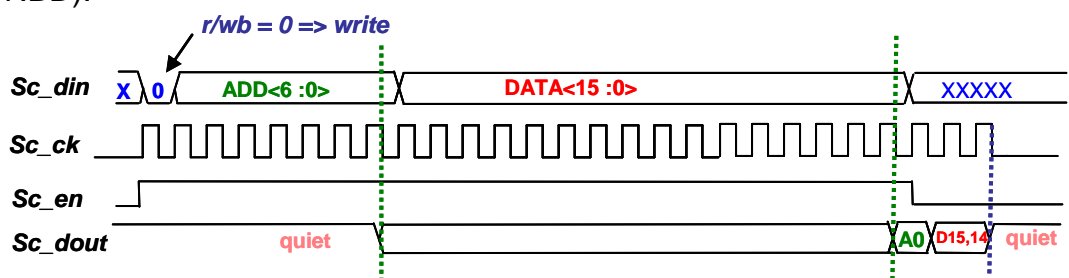 ADD).
r/wb = 0 => write
Sc_din X 0 ADD<6 :0> DATA<15 :0> XXXXX
Sc_ck
Sc_en
Sc_dout quiet A0 D15,14 quiet